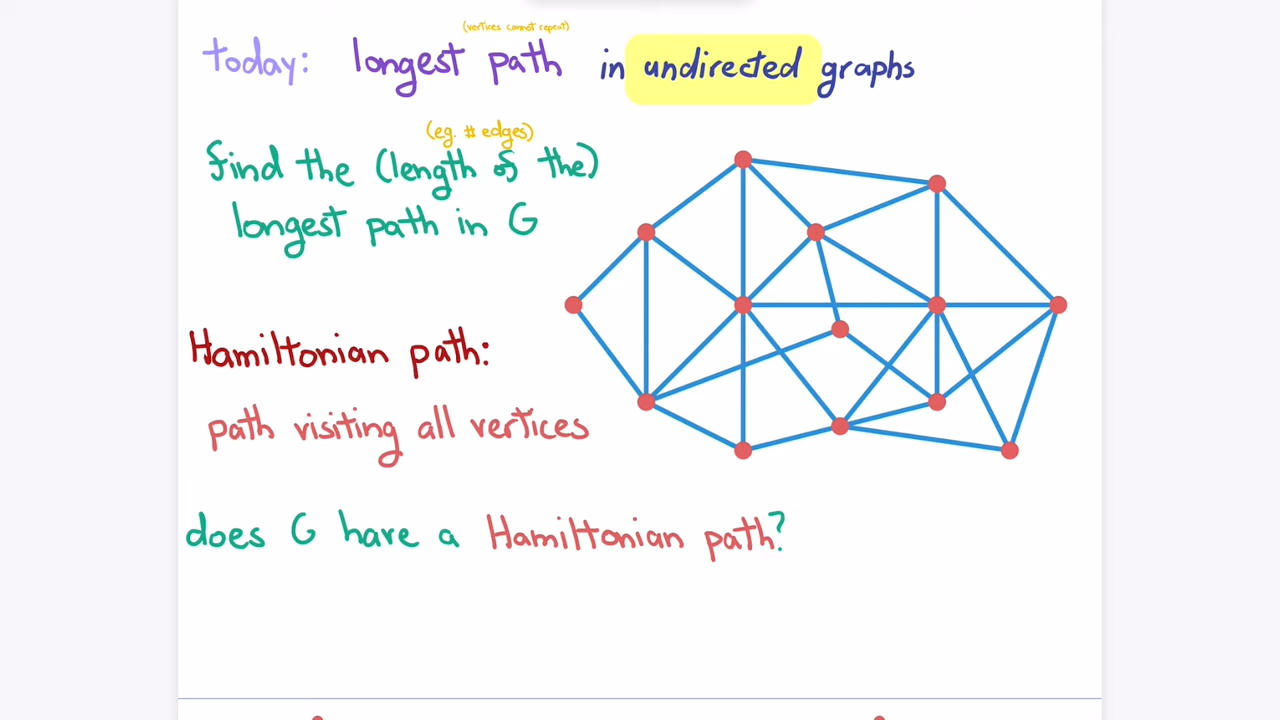 (vertices cannot repeat)
today: longest path in undirected graphs
(eg. # edges)
find the (length of the)
longest path in G
Hamiltonian path:
path visiting all vertices
does G have a Hamiltonian path?